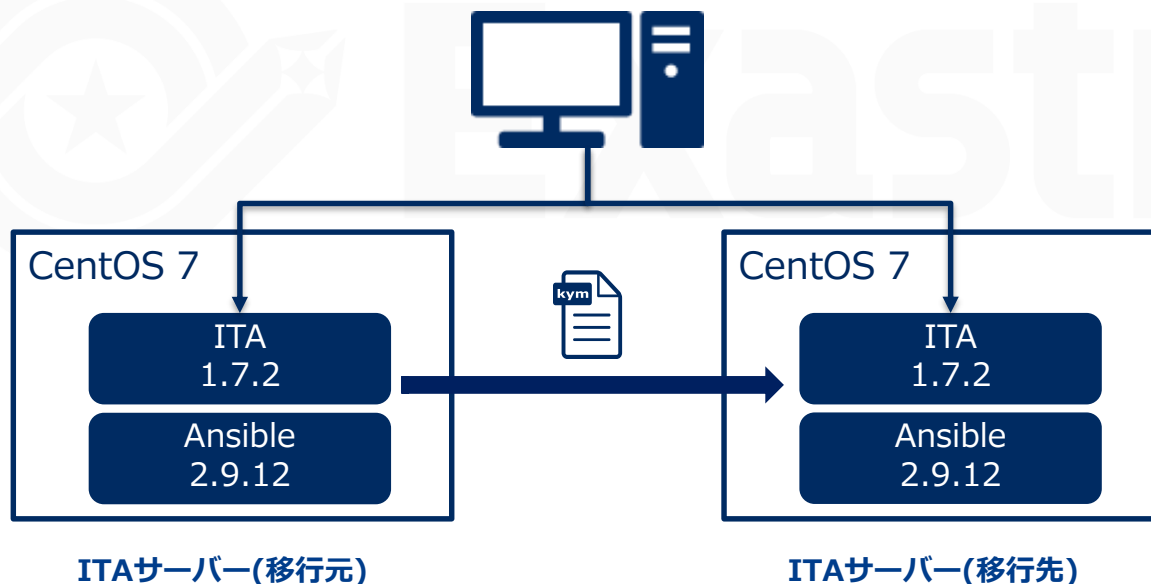 Exast
CentOS 7
ITA
1.7.2
Ansible
2.9.12
ITAサーバー(移行元)
kym
CentOS 7
ITA
1.7.2
Ansible
2.9.12
ITAサーバー(移行先)